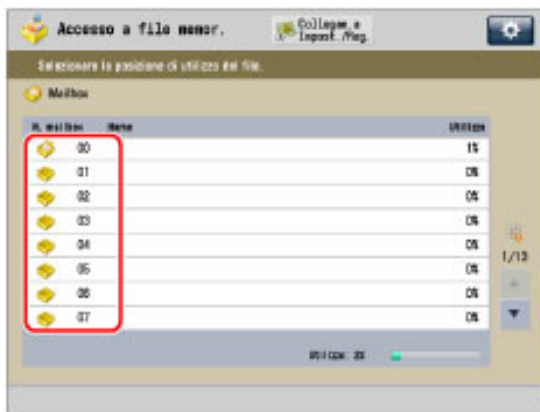 Accesso a file memor.
Collegam. e
Impost./Reg.
Selezionare la posizione di utilizzo del file.
Mailbox
N. mailbox Nome Utilizzo
00 1%
01 0%
02 0%
03 0%
04 0%
05 0%
06 0%
07 0%
1/13